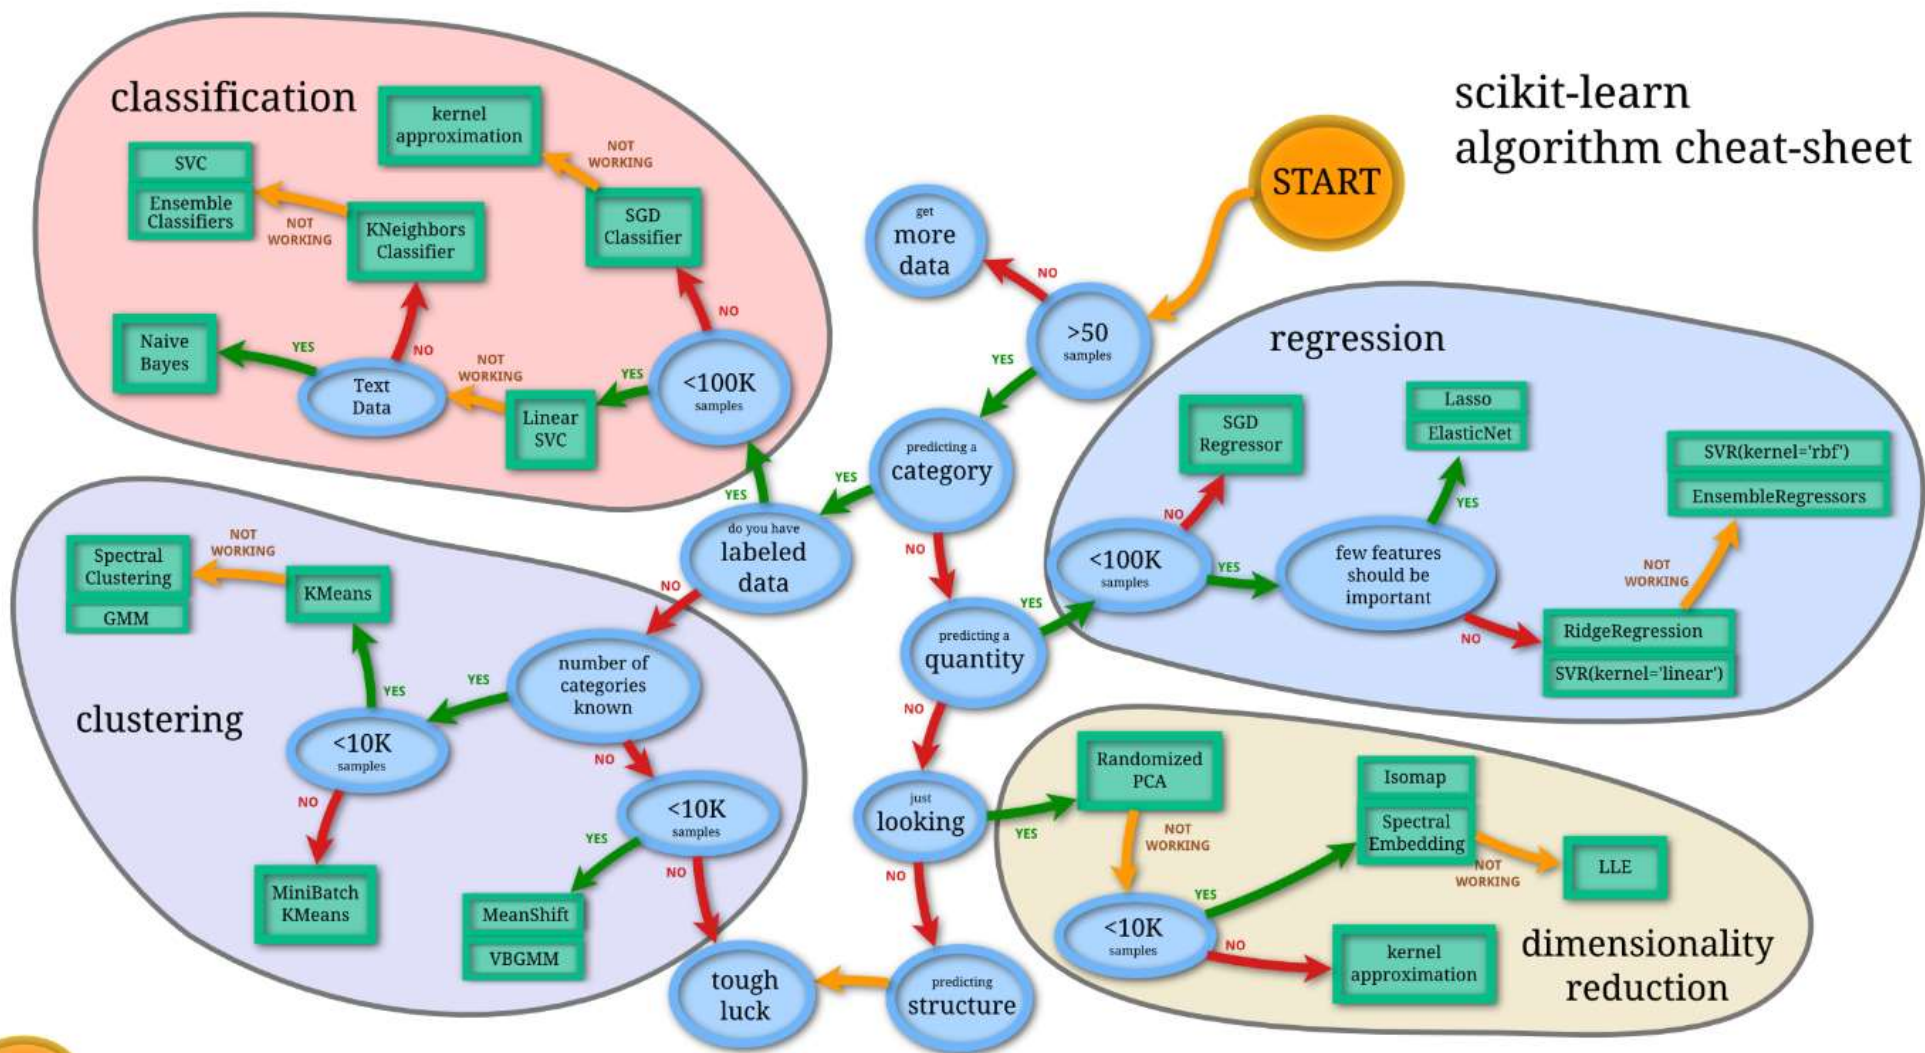 scikit-learn
algorithm cheat-sheet
START
classification
kernel
approximation
NOT
WORKING
SVC
Ensemble
Classifiers
NOT
WORKING
KNeighbors
Classifier
SGD
Classifier
NO
NO
Naive
Bayes
YES
Text
Data
NOT
WORKING
Linear
SVC
YES
<100K
samples
get
more
data
NO
>50
samples
YES
predicting a
category
YES
NO
YES
do you have
labeled
data
NO
regression
SGD
Regressor
Lasso
ElasticNet
SVR(kernel='rbf')
EnsembleRegressors
NO
YES
<100K
samples
YES
few features
should be
important
NOT
WORKING
NO
RidgeRegression
SVR(kernel='linear')
YES
predicting a
quantity
NO
clustering
Spectral
Clustering
GMM
NOT
WORKING
KMeans
YES
YES
number of
categories
known
<10K
samples
NO
NO
<10K
samples
YES
NO
MiniBatch
KMeans
MeanShift
VBGMM
just
looking
YES
NO
tough
luck
predicting
structure
Randomized
PCA
NOT
WORKING
Isomap
Spectral
Embedding
NOT
WORKING
LLE
YES
<10K
samples
NO
kernel
approximation
dimensionality
reduction